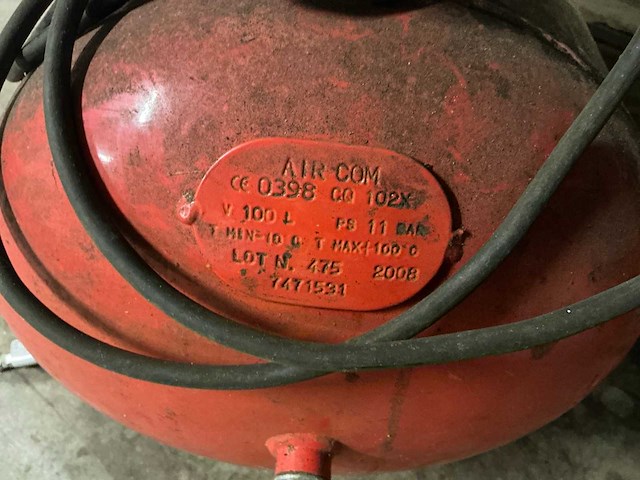 AIR COM
CE 0398 GQ 102X
V 100 L PS 11 BAR
T MIN-10 C T MAX+100°C
LOT N. 475 2008
7471531